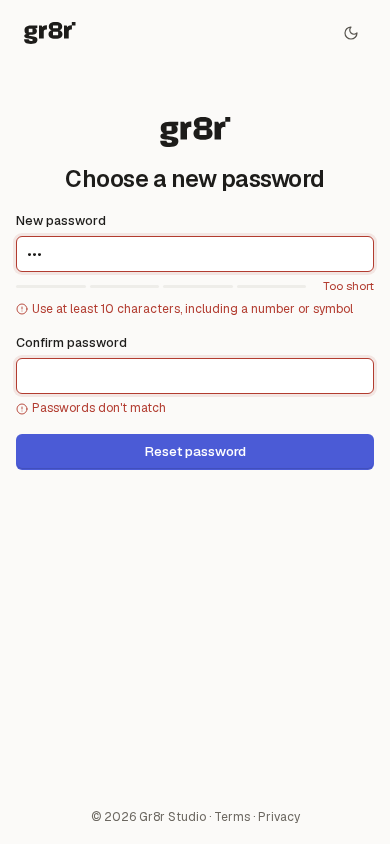 gr8r
gr8r
Choose a new password
New password
•••
Too short
Use at least 10 characters, including a number or symbol
Confirm password
Passwords don't match
Reset password
© 2026 Gr8r Studio · Terms · Privacy